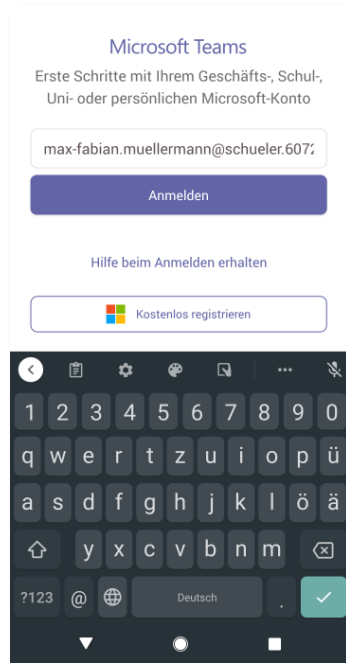 Microsoft Teams
Erste Schritte mit Ihrem Geschäfts-, Schul-,
Uni- oder persönlichen Microsoft-Konto
max-fabian.muellermann@schueler.607
Anmelden
Hilfe beim Anmelden erhalten
Kostenlos registrieren
1 2 3 4 5 6 7 8 9 0
q w e r t z u i o p ü
a s d f g h j k l ö ä
y x c v b n m
?123 @ Deutsch .